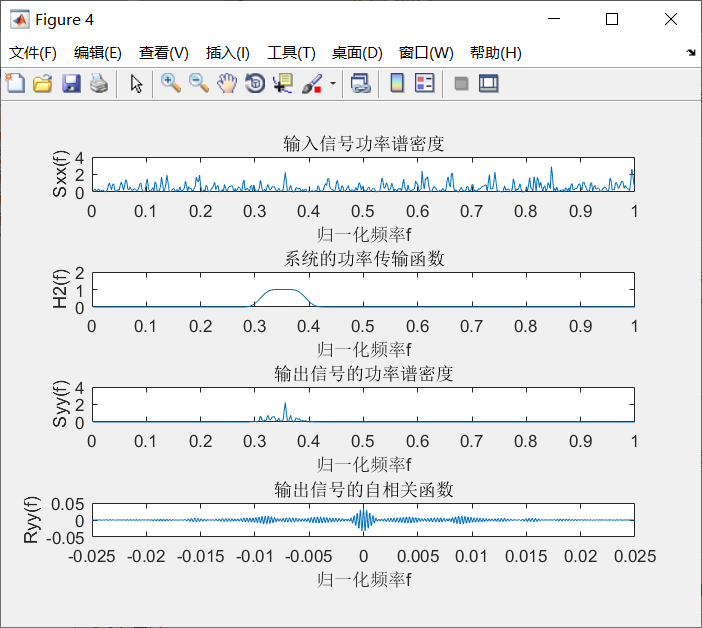 Figure 4
文件(F) 编辑(E) 查看(V) 插入(I) 工具(T) 桌面(D) 窗口(W) 帮助(H)
输入信号功率谱密度
Sxx(f)
4
2
0
0 0.1 0.2 0.3 0.4 0.5 0.6 0.7 0.8 0.9 1
归一化频率f
系统的功率传输函数
H2(f)
2
1
0
0 0.1 0.2 0.3 0.4 0.5 0.6 0.7 0.8 0.9 1
归一化频率f
输出信号的功率谱密度
Syy(f)
4
2
0
0 0.1 0.2 0.3 0.4 0.5 0.6 0.7 0.8 0.9 1
归一化频率f
输出信号的自相关函数
Ryy(f)
0.05
0
-0.05
-0.025 -0.02 -0.015 -0.01 -0.005 0 0.005 0.01 0.015 0.02 0.025
归一化频率f